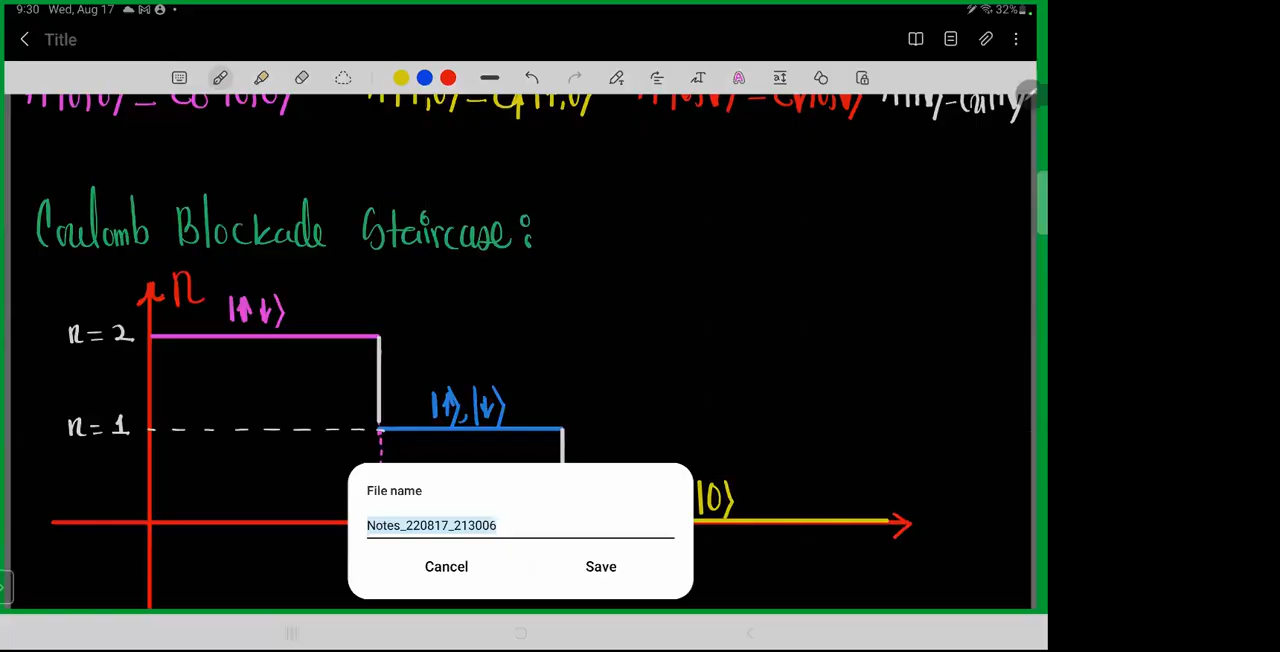 9:30 Wed, Aug 17
32%
Title
Coulomb Blockade Staircase:
n
|↑↓⟩
n = 2
|↑⟩,|↓⟩
n = 1
|0⟩
File name
Notes_220817_213006
Cancel Save